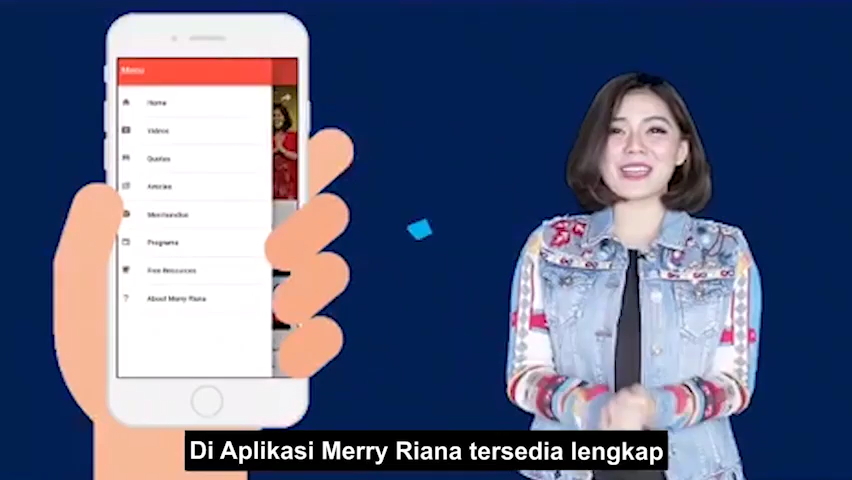 Menu
Home
Videos
Quotes
Articles
Merchandise
Programs
Free Resources
About Merry Riana
Di Aplikasi Merry Riana tersedia lengkap